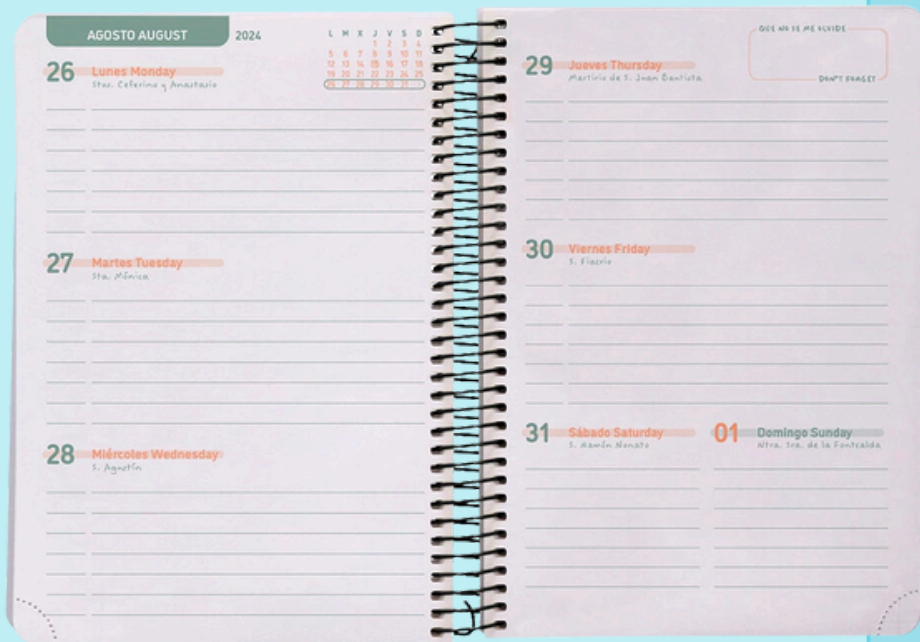 AGOSTO AUGUST 2024
L M X J V S D
1 2 3 4
5 6 7 8 9 10 11
12 13 14 15 16 17 18
19 20 21 22 23 24 25
26 27 28 29 30 31
26 Lunes Monday
Stos. Ceferino y Anastasio
27 Martes Tuesday
Sta. Mónica
28 Miércoles Wednesday
S. Agustín
QUE NO SE ME OLVIDE
DON'T FORGET
29 Jueves Thursday
Martirio de S. Juan Bautista
30 Viernes Friday
S. Fiacrio
31 Sábado Saturday
S. Ramón Nonato
01 Domingo Sunday
Ntra. Sra. de la Fontcalda